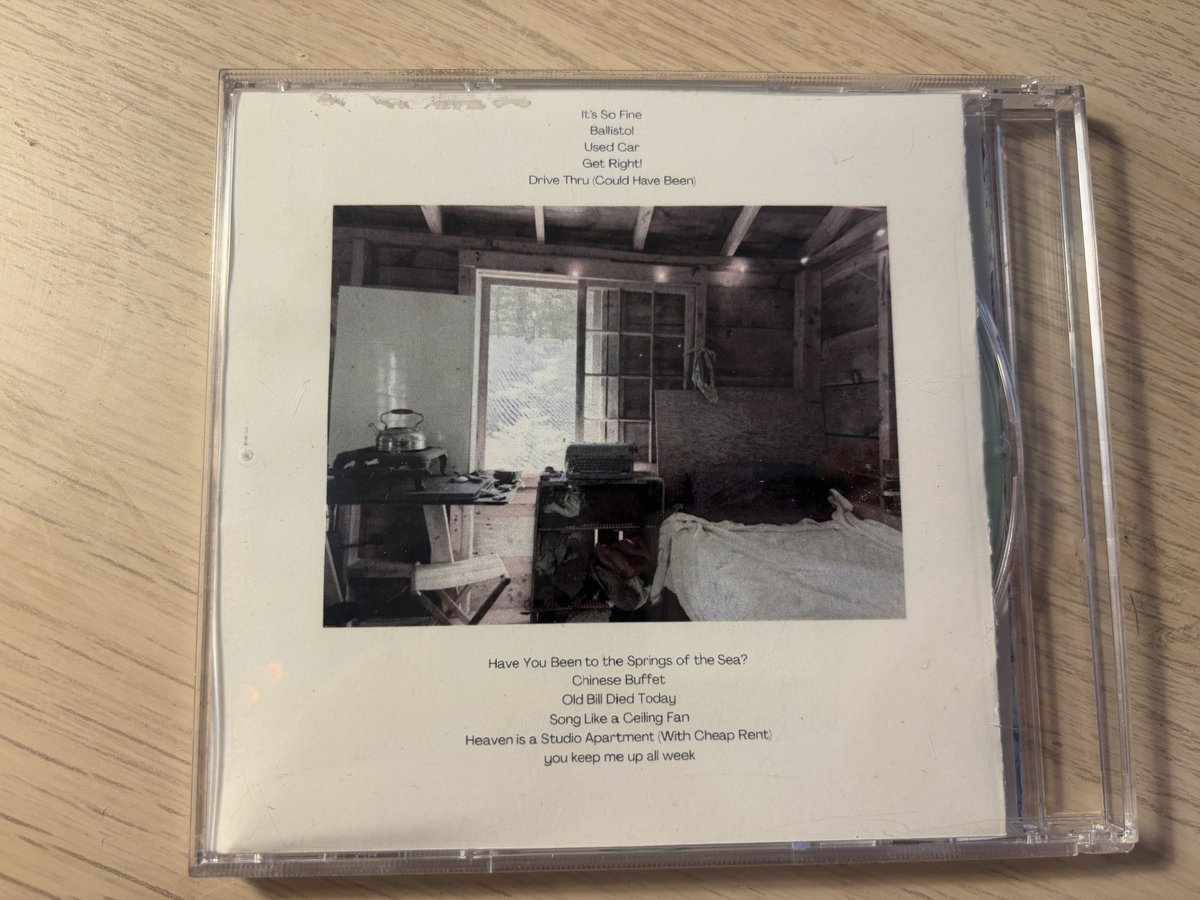 It's So Fine
Ballistol
Used Car
Get Right!
Drive Thru (Could Have Been)
Have You Been to the Springs of the Sea?
Chinese Buffet
Old Bill Died Today
Song Like a Ceiling Fan
Heaven is a Studio Apartment (With Cheap Rent)
you keep me up all week